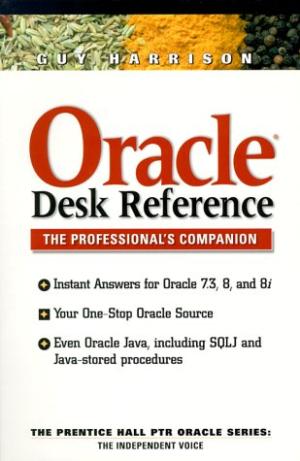 GUY HARRISON
Oracle®
Desk Reference
THE PROFESSIONAL'S COMPANION
Instant Answers for Oracle 7.3, 8, and 8i
Your One-Stop Oracle Source
Even Oracle Java, including SQLJ and
Java-stored procedures
THE PRENTICE HALL PTR ORACLE SERIES:
THE INDEPENDENT VOICE